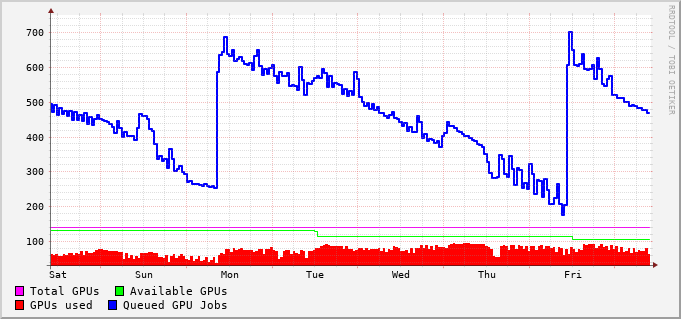 RRDTOOL / TOBI OETIKER
700
600
500
400
300
200
100
Sat Sun Mon Tue Wed Thu Fri
Total GPUs Available GPUs
GPUs used Queued GPU Jobs